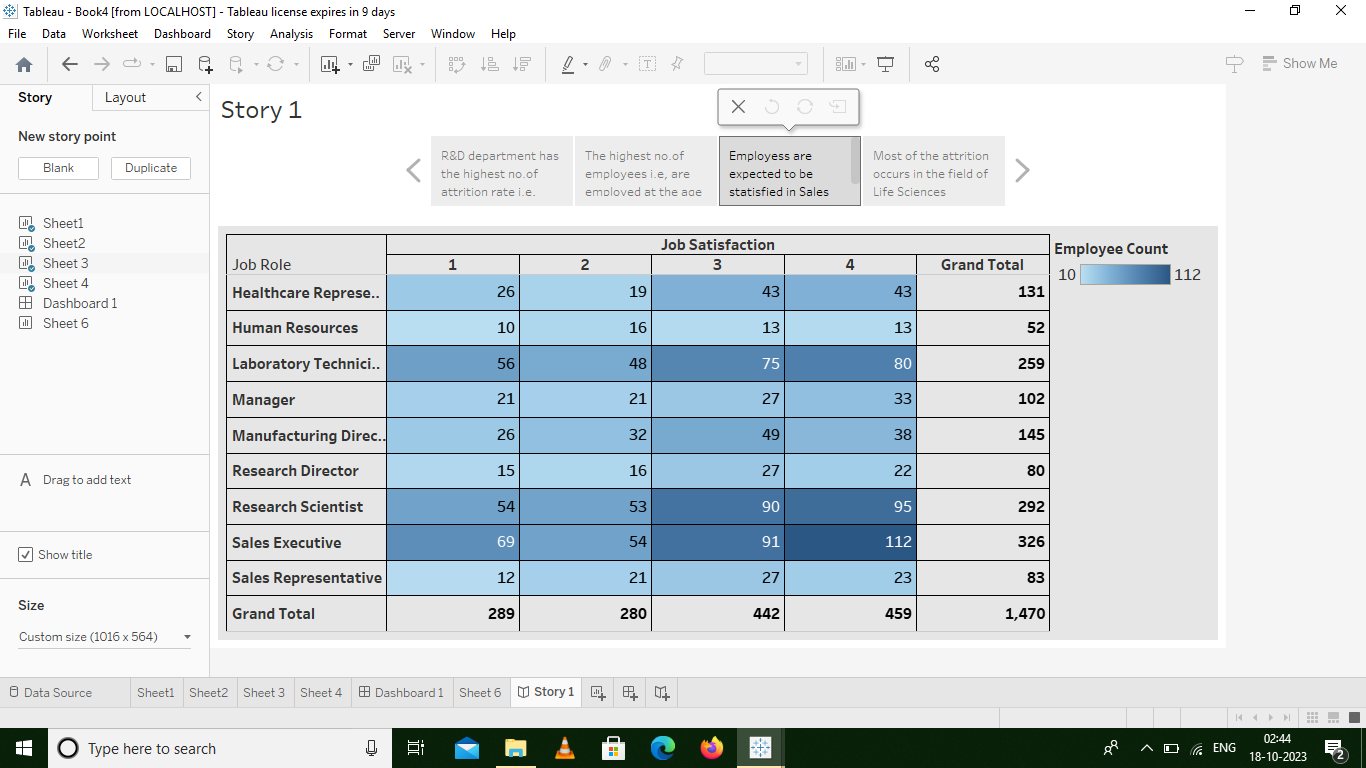 Tableau - Book4 [from LOCALHOST] - Tableau license expires in 9 days
File Data Worksheet Dashboard Story Analysis Format Server Window Help
Show Me
Story Layout
New story point
Blank Duplicate
Sheet1
Sheet2
Sheet 3
Sheet 4
Dashboard 1
Sheet 6
A Drag to add text
Show title
Size
Custom size (1016 x 564)
Story 1
R&D department has
the highest no.of
attrition rate i.e.
The highest no.of
employees i.e, are
employed at the age
Employess are
expected to be
statisfied in Sales
Most of the attrition
occurs in the field of
Life Sciences
Job Satisfaction
Job Role 1 2 3 4 Grand Total
Healthcare Represe.. 26 19 43 43 131
Human Resources 10 16 13 13 52
Laboratory Technici.. 56 48 75 80 259
Manager 21 21 27 33 102
Manufacturing Direc.. 26 32 49 38 145
Research Director 15 16 27 22 80
Research Scientist 54 53 90 95 292
Sales Executive 69 54 91 112 326
Sales Representative 12 21 27 23 83
Grand Total 289 280 442 459 1,470
Employee Count
10 112
Data Source Sheet1 Sheet2 Sheet 3 Sheet 4 Dashboard 1 Sheet 6 Story 1
Type here to search
ENG
02:44
18-10-2023
2